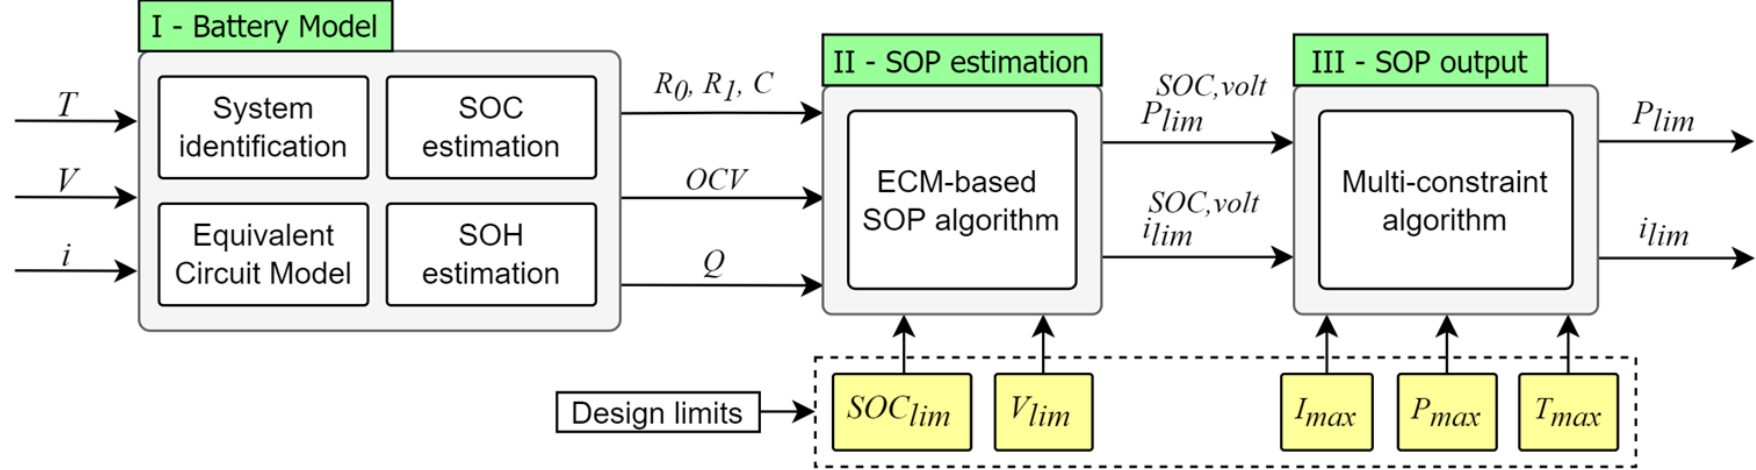 I - Battery Model
T
V
i
System
identification
SOC
estimation
Equivalent
Circuit Model
SOH
estimation
R0, R1, C
OCV
Q
II - SOP estimation
ECM-based
SOP algorithm
SOC,volt
Plim
SOC,volt
ilim
III - SOP output
Multi-constraint
algorithm
Plim
ilim
Design limits
SOClim
Vlim
Imax
Pmax
Tmax